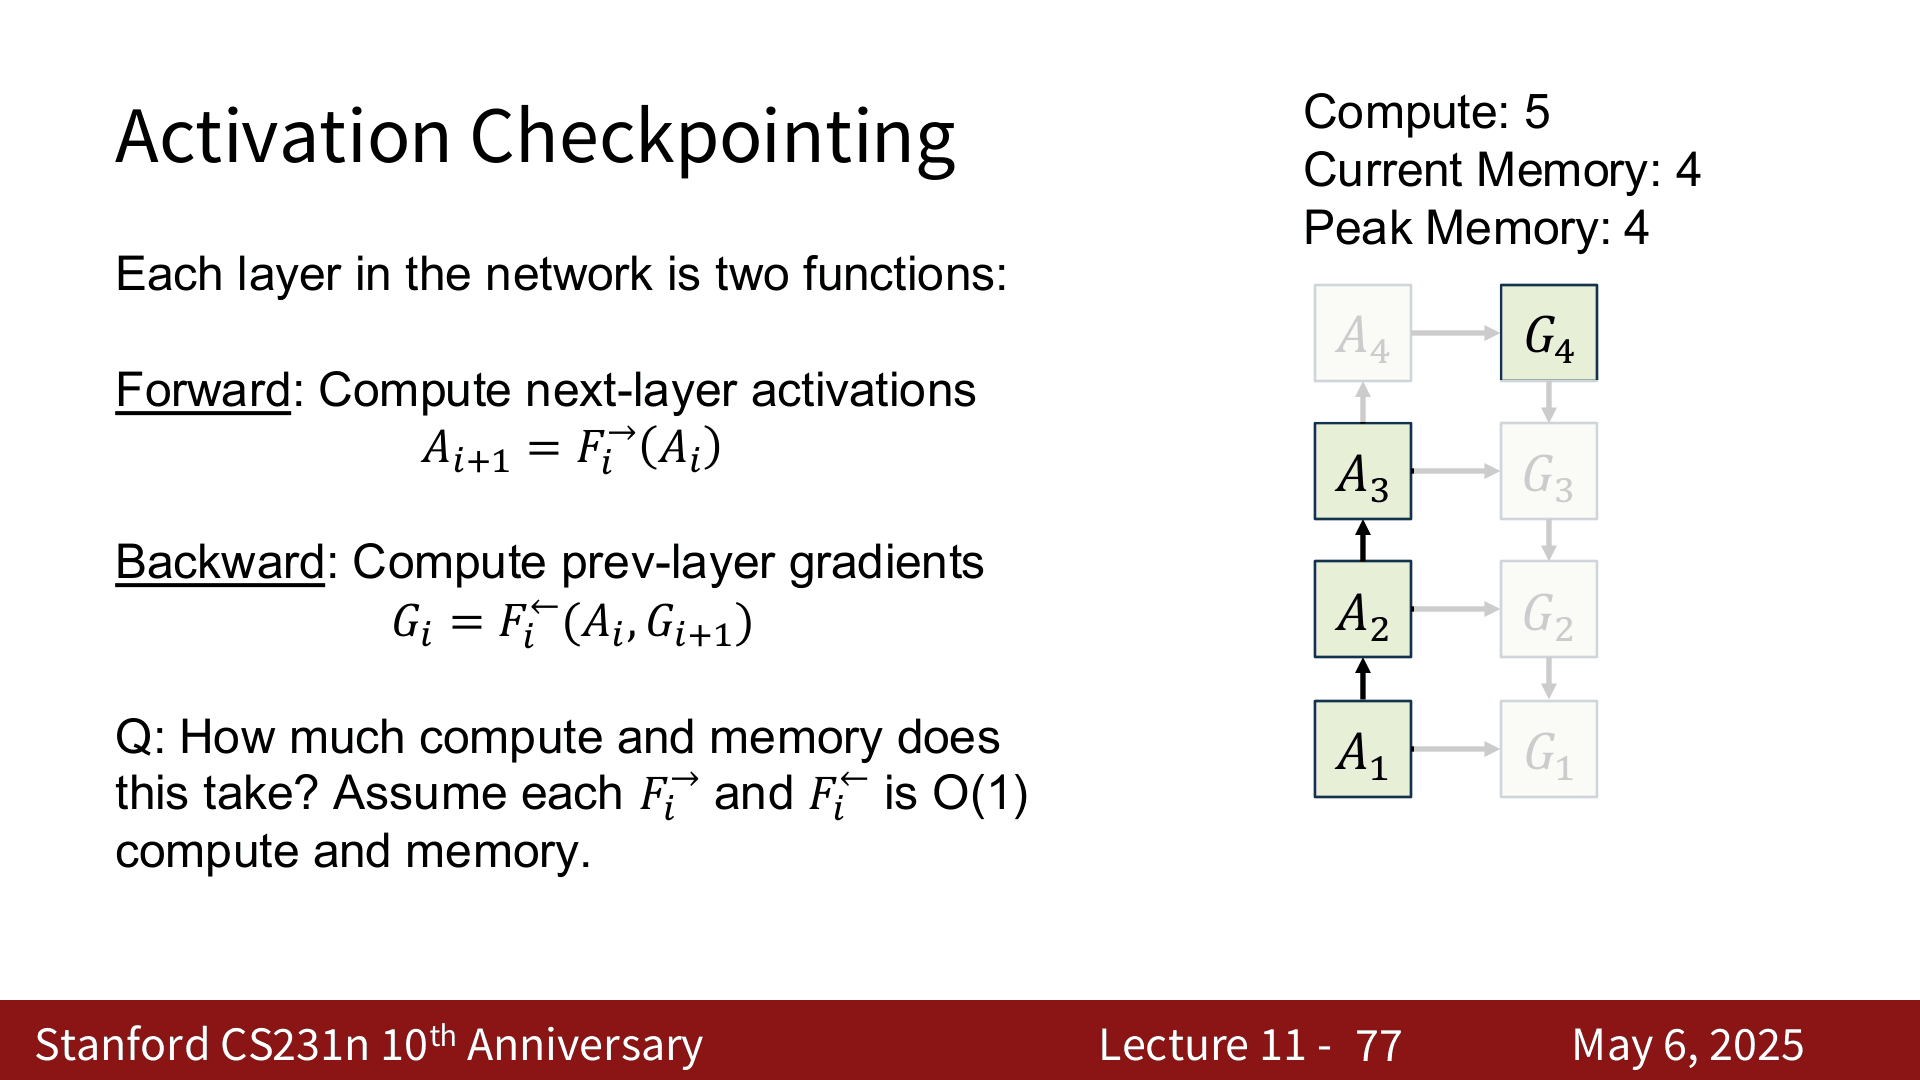 Activation Checkpointing
Each layer in the network is two functions:
Forward: Compute next-layer activations
A_{i+1} = F_i^→(A_i)
Backward: Compute prev-layer gradients
G_i = F_i^←(A_i, G_{i+1})
Q: How much compute and memory does
this take? Assume each F_i^→ and F_i^← is O(1)
compute and memory.
Compute: 5
Current Memory: 4
Peak Memory: 4
A_4 G_4
A_3 G_3
A_2 G_2
A_1 G_1
Stanford CS231n 10th Anniversary
Lecture 11 - 77
May 6, 2025